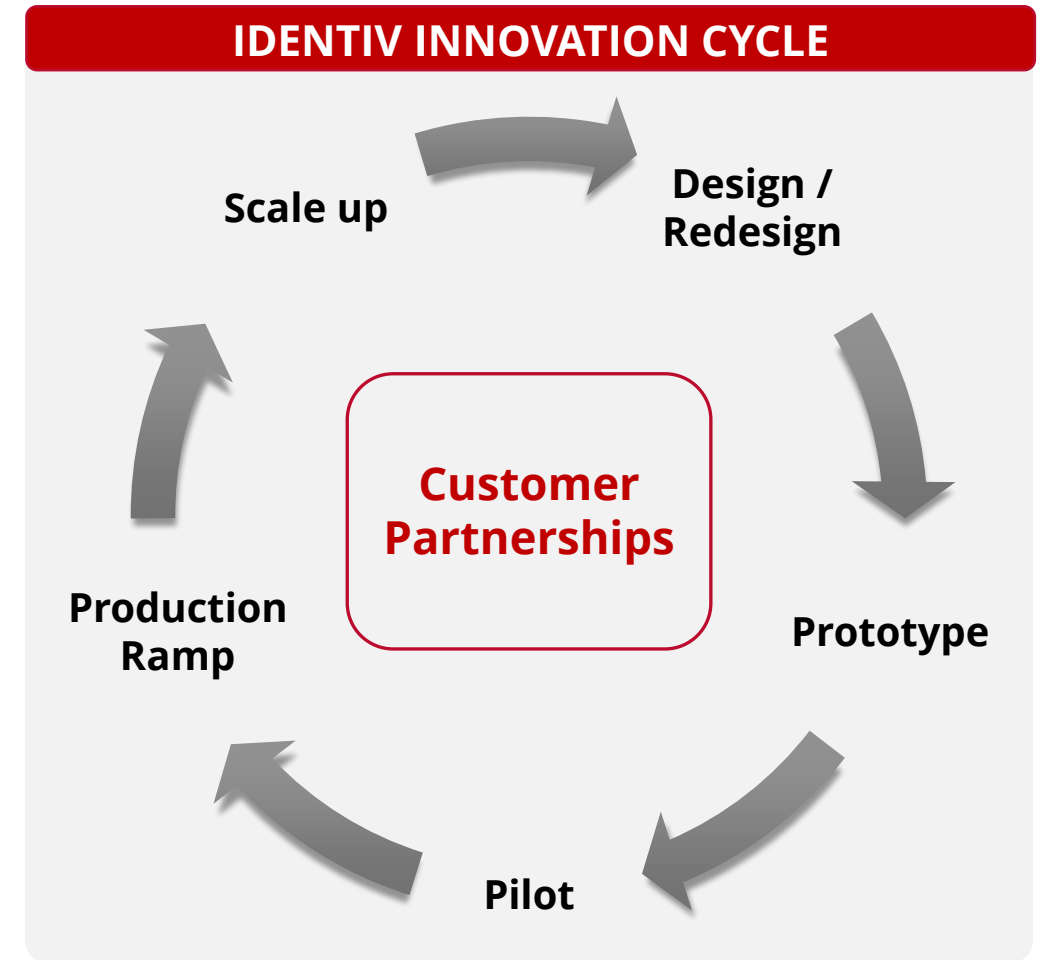 IDENTIV INNOVATION CYCLE
Scale up
Design /
Redesign
Customer
Partnerships
Production
Ramp
Prototype
Pilot